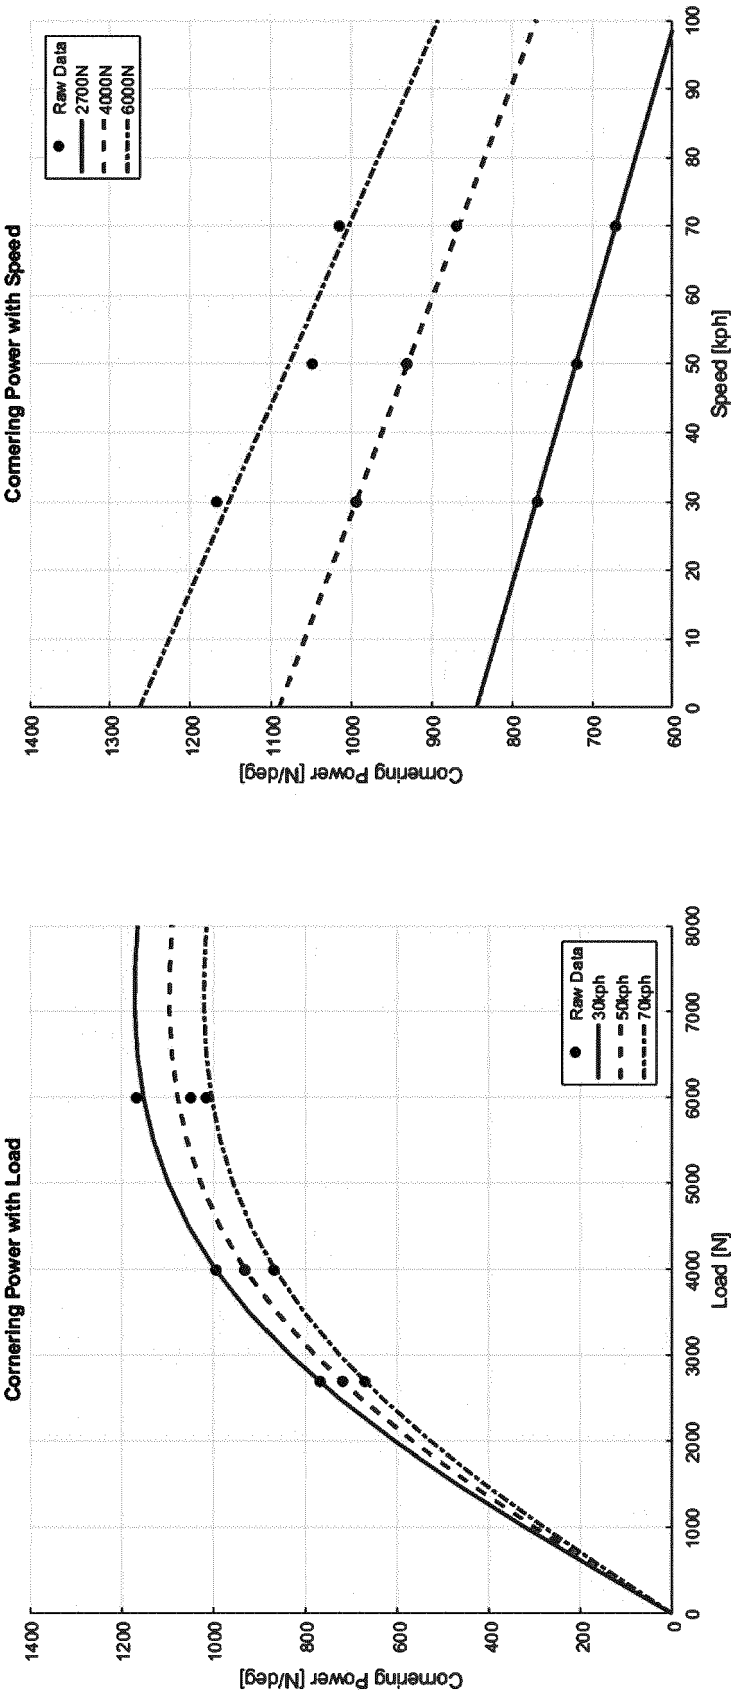 Cornering Power with Load
Cornering Power [N/deg]
1400
1200
1000
800
600
400
200
0
0 1000 2000 3000 4000 5000 6000 7000 8000
Load [N]
Raw Data
30kph
50kph
70kph
Cornering Power with Speed
Cornering Power [N/deg]
1400
1300
1200
1100
1000
900
800
700
600
0 10 20 30 40 50 60 70 80 90 100
Speed [kph]
Raw Data
2700N
4000N
6000N